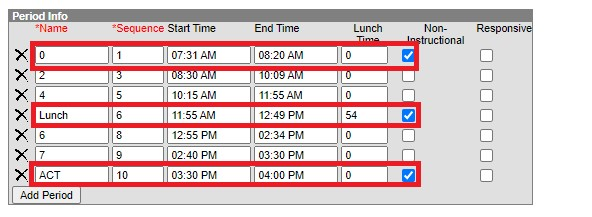 Period Info
*Name *Sequence Start Time End Time Lunch Time Non-Instructional Responsive
0 1 07:31 AM 08:20 AM 0
2 3 08:30 AM 10:09 AM 0
4 5 10:15 AM 11:55 AM 0
Lunch 6 11:55 AM 12:49 PM 54
6 8 12:55 PM 02:34 PM 0
7 9 02:40 PM 03:30 PM 0
ACT 10 03:30 PM 04:00 PM 0
Add Period